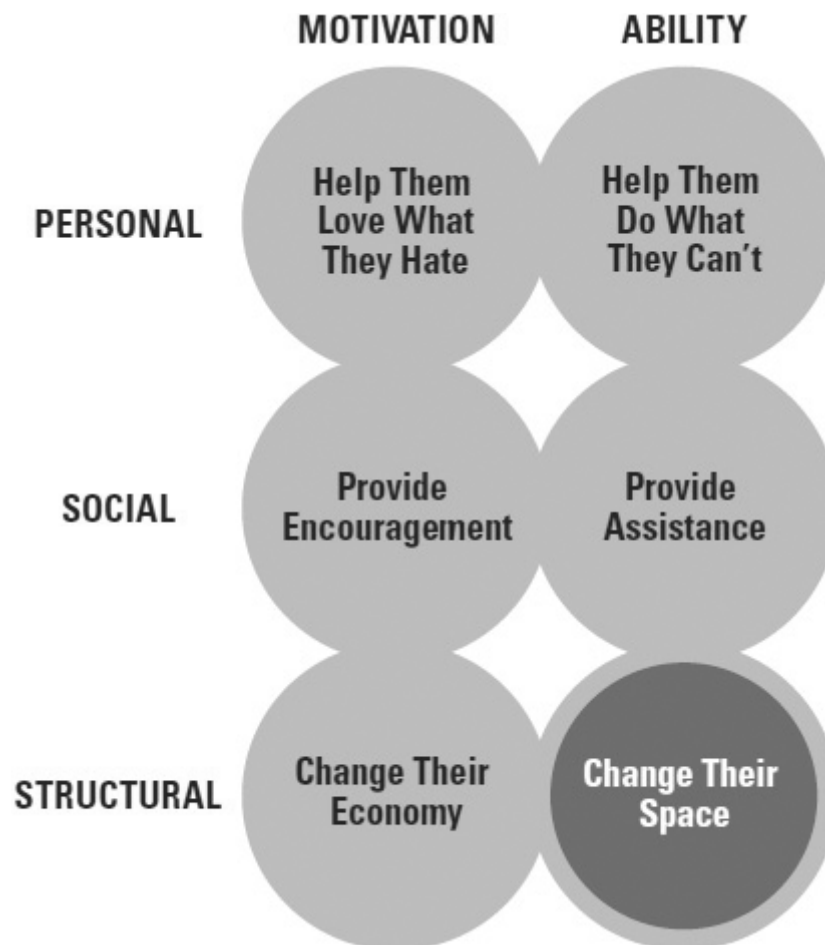 MOTIVATION ABILITY
PERSONAL
Help Them
Love What
They Hate
Help Them
Do What
They Can't
SOCIAL
Provide
Encouragement
Provide
Assistance
STRUCTURAL
Change Their
Economy
Change Their
Space